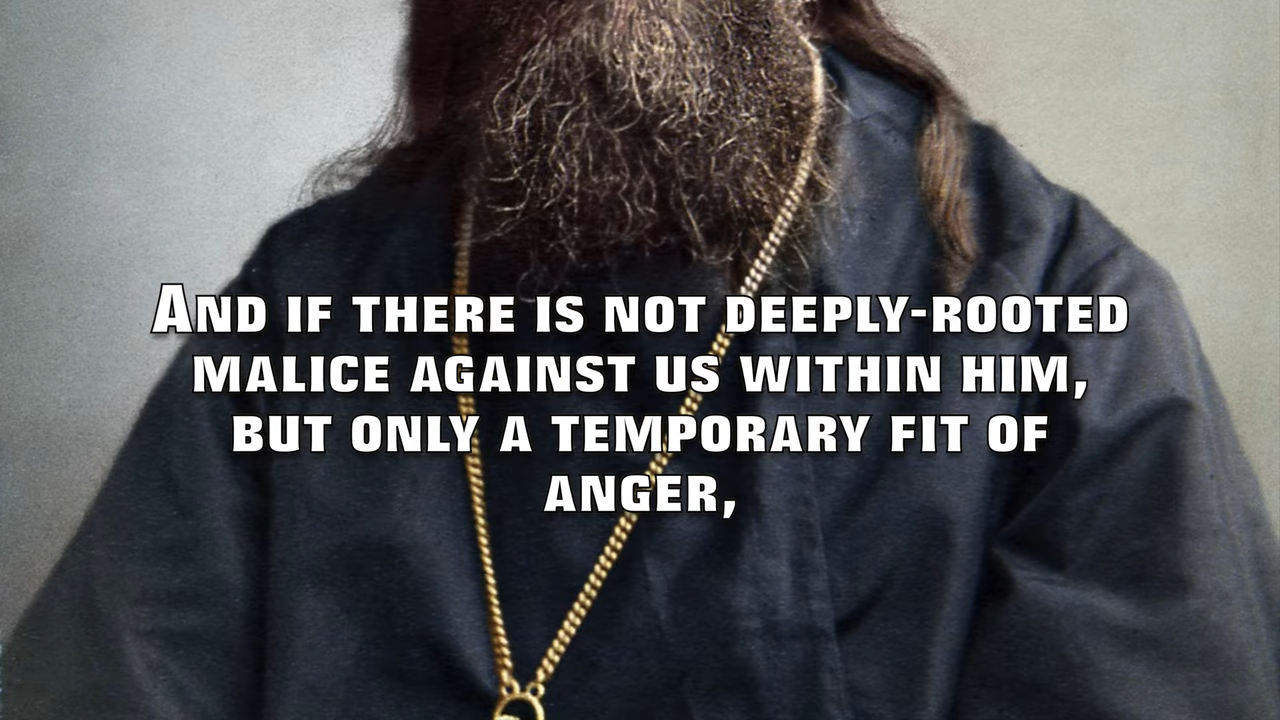 And if there is not deeply-rooted
malice against us within him,
but only a temporary fit of
anger,